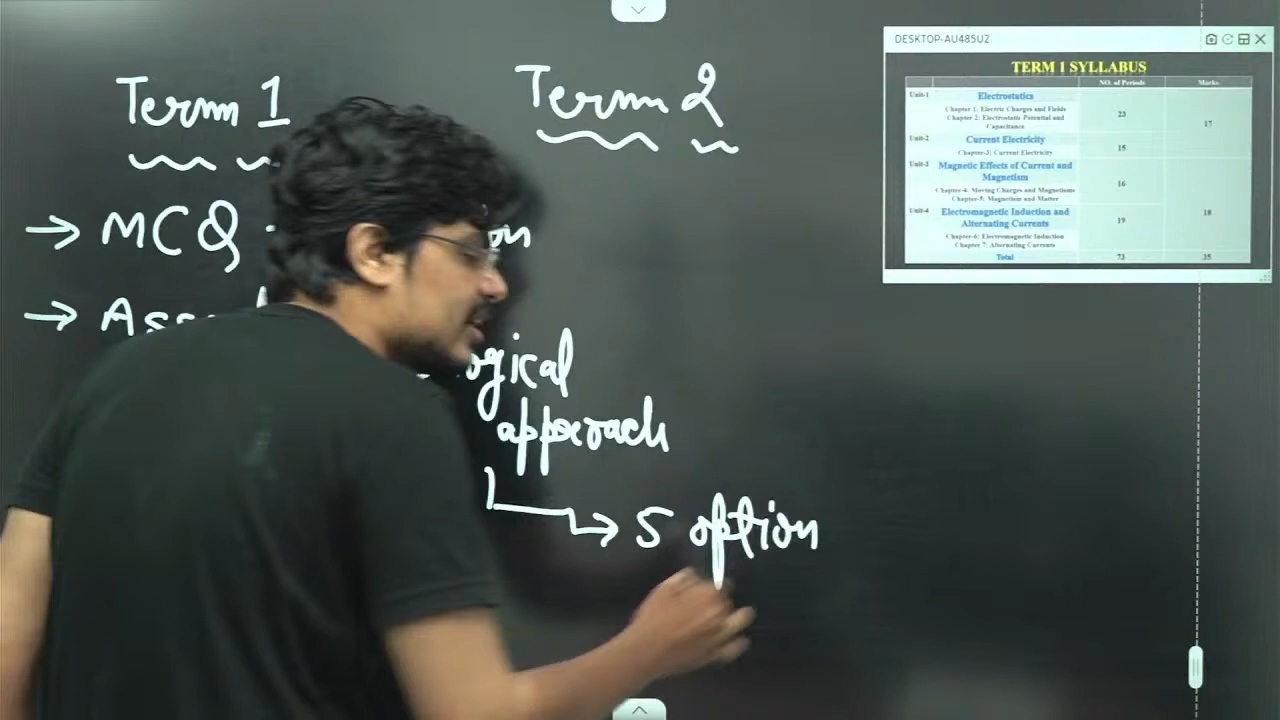 Term 1
Term 2
→ MCQ
→ Ass
logical
approach
→ 5 option
DESKTOP-AU485U2
TERM 1 SYLLABUS
NO. of Periods Marks
Unit-1 Electrostatics
Chapter 1: Electric Charges and Fields
Chapter 2: Electrostatic Potential and
Capacitance
23
17
Unit-2 Current Electricity
Chapter-3: Current Electricity
15
Unit-3 Magnetic Effects of Current and
Magnetism
Chapter-4: Moving Charges and Magnetisms
Chapter-5: Magnetism and Matter
16
Unit-4 Electromagnetic Induction and
Alternating Currents
Chapter-6: Electromagnetic Induction
Chapter 7: Alternating Currents
19
18
Total 73 35